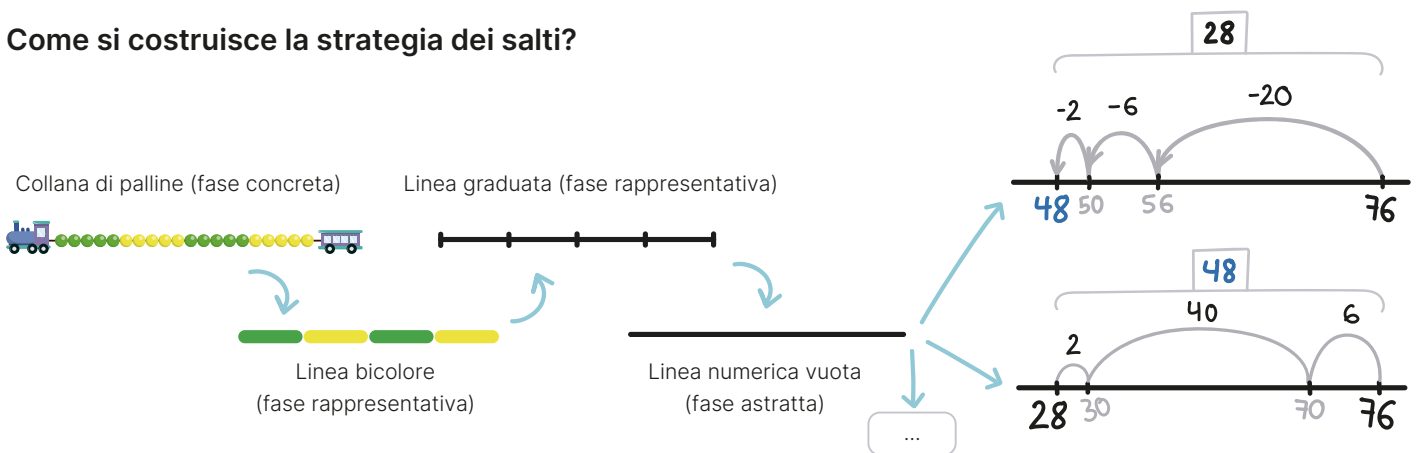 Come si costruisce la strategia dei salti?
28
-2 -6 -20
48 50 56 76
Collana di palline (fase concreta)
Linea graduata (fase rappresentativa)
Linea bicolore
(fase rappresentativa)
Linea numerica vuota
(fase astratta)
...
48
2 40 6
28 30 70 76